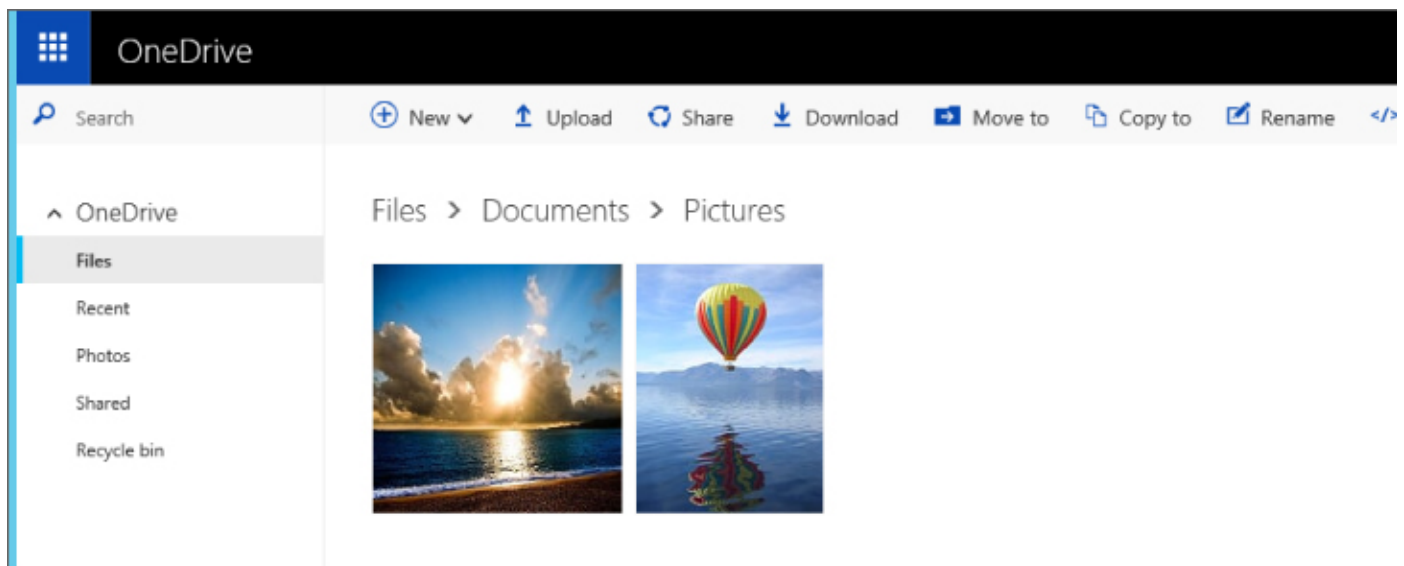 OneDrive
Search
New Upload Share Download Move to Copy to Rename </>
OneDrive
Files
Recent
Photos
Shared
Recycle bin
Files > Documents > Pictures